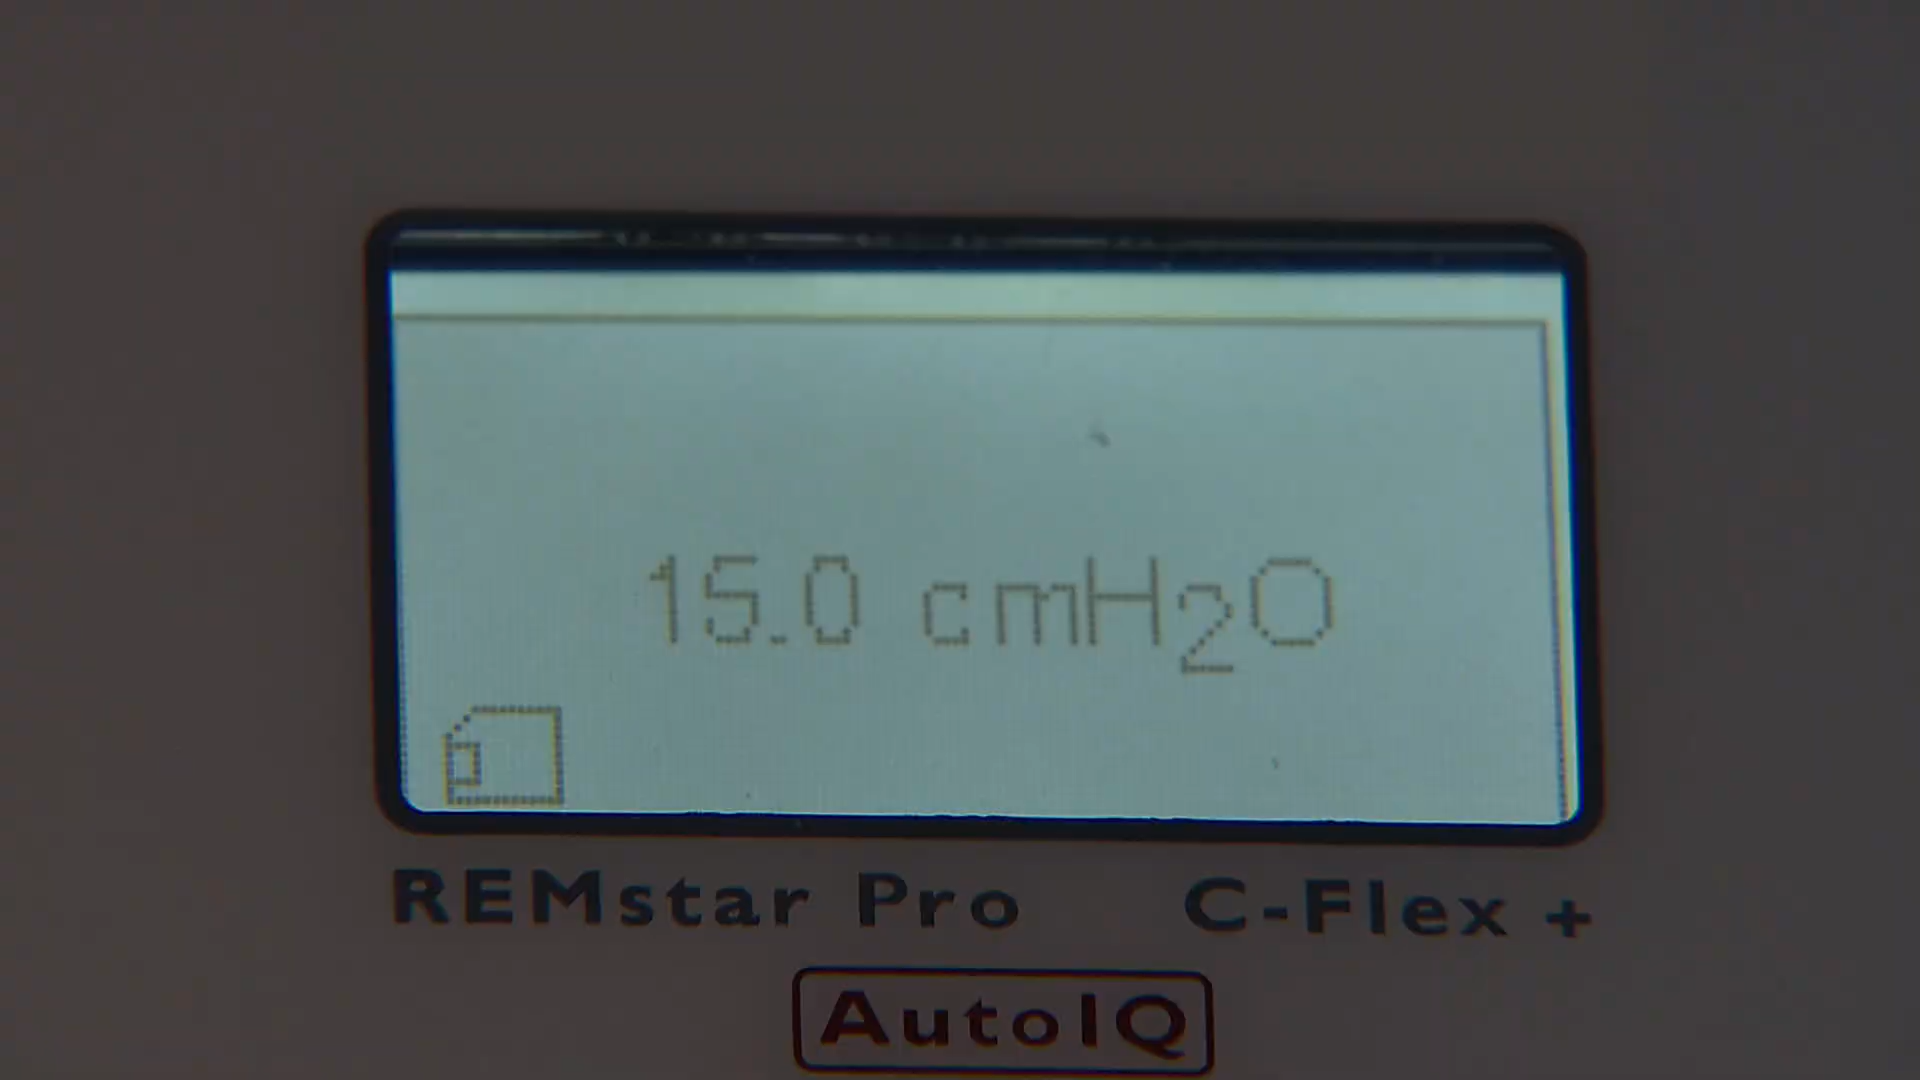 15.0 cmH₂O
REMstar Pro C-Flex +
AutoIQ